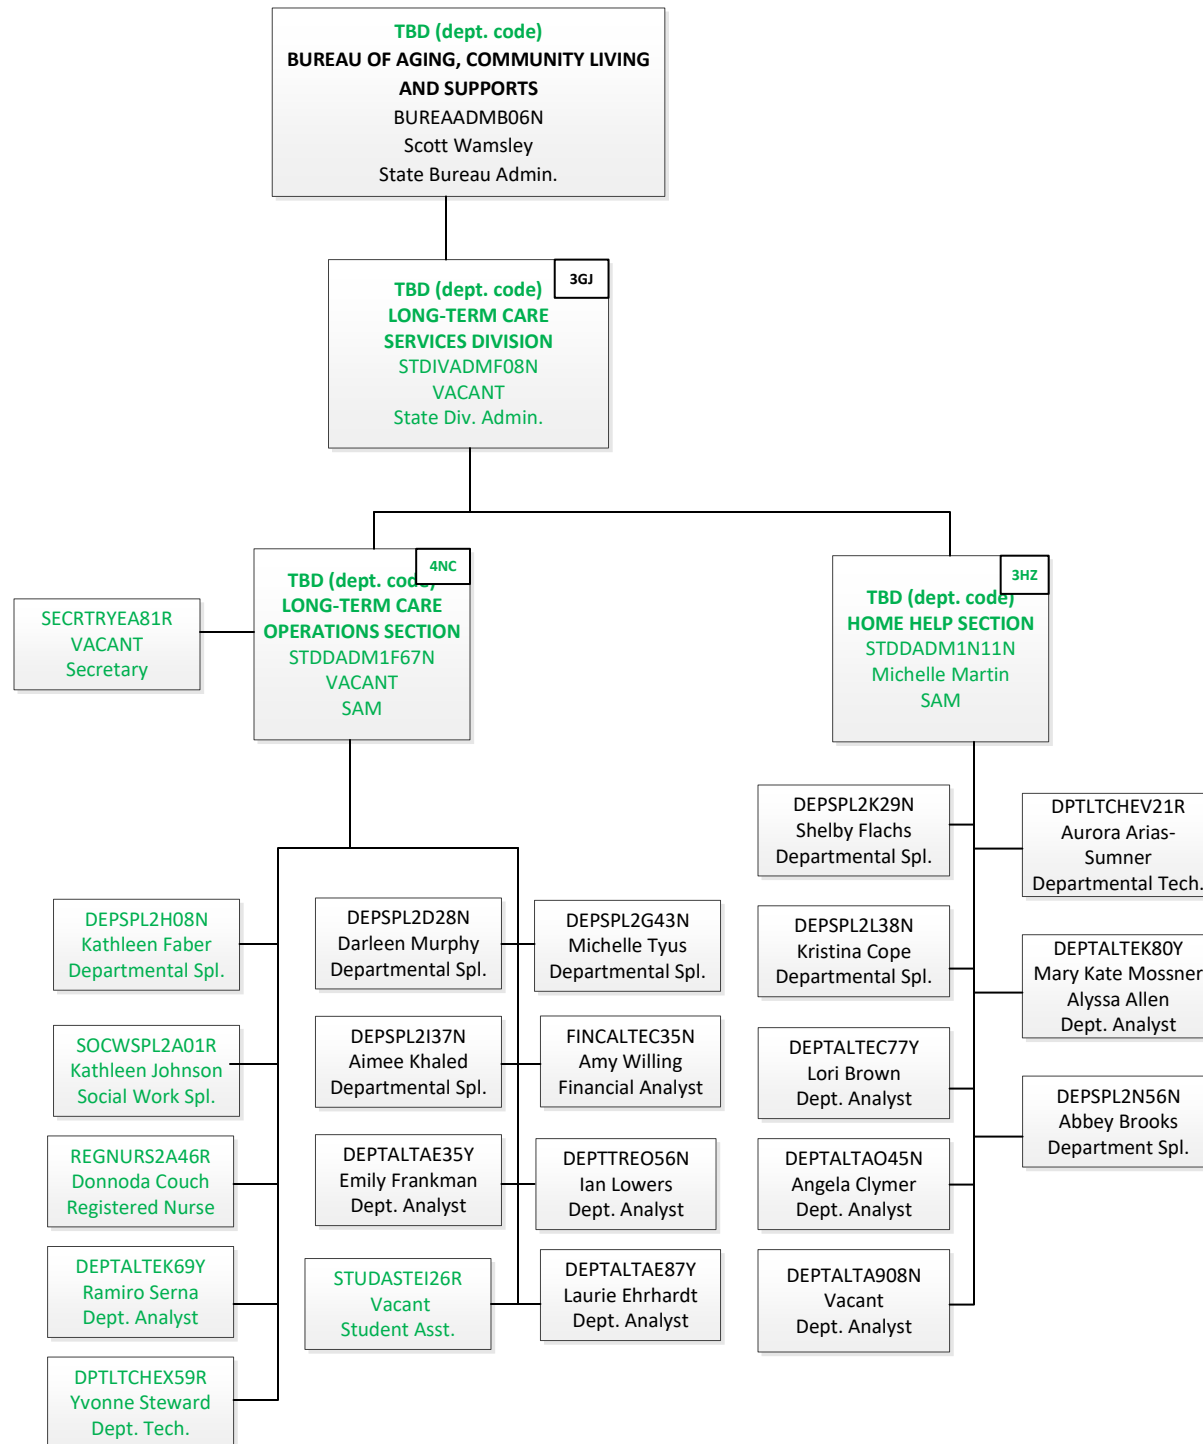 TBD (dept. code)
BUREAU OF AGING, COMMUNITY LIVING
AND SUPPORTS
BUREAADMB06N
Scott Wamsley
State Bureau Admin.
3GJ
TBD (dept. code)
LONG-TERM CARE
SERVICES DIVISION
STDIVADMF08N
VACANT
State Div. Admin.
4NC
TBD (dept. code)
LONG-TERM CARE
OPERATIONS SECTION
STDDADM1F67N
VACANT
SAM
SECRTRYEA81R
VACANT
Secretary
3HZ
TBD (dept. code)
HOME HELP SECTION
STDDADM1N11N
Michelle Martin
SAM
DEPSPL2H08N
Kathleen Faber
Departmental Spl.
SOCWSPL2A01R
Kathleen Johnson
Social Work Spl.
REGNURS2A46R
Donnoda Couch
Registered Nurse
DEPTALTEK69Y
Ramiro Serna
Dept. Analyst
DPTLTCHEX59R
Yvonne Steward
Dept. Tech.
DEPSPL2D28N
Darleen Murphy
Departmental Spl.
DEPSPL2I37N
Aimee Khaled
Departmental Spl.
DEPTALTAE35Y
Emily Frankman
Dept. Analyst
STUDASTEI26R
Vacant
Student Asst.
DEPSPL2G43N
Michelle Tyus
Departmental Spl.
FINCALTEC35N
Amy Willing
Financial Analyst
DEPTTREO56N
Ian Lowers
Dept. Analyst
DEPTALTAE87Y
Laurie Ehrhardt
Dept. Analyst
DEPSPL2K29N
Shelby Flachs
Departmental Spl.
DEPSPL2L38N
Kristina Cope
Departmental Spl.
DEPTALTEC77Y
Lori Brown
Dept. Analyst
DEPTALTAO45N
Angela Clymer
Dept. Analyst
DEPTALTA908N
Vacant
Dept. Analyst
DPTLTCHEV21R
Aurora Arias-
Sumner
Departmental Tech.
DEPTALTEK80Y
Mary Kate Mossner
Alyssa Allen
Dept. Analyst
DEPSPL2N56N
Abbey Brooks
Department Spl.